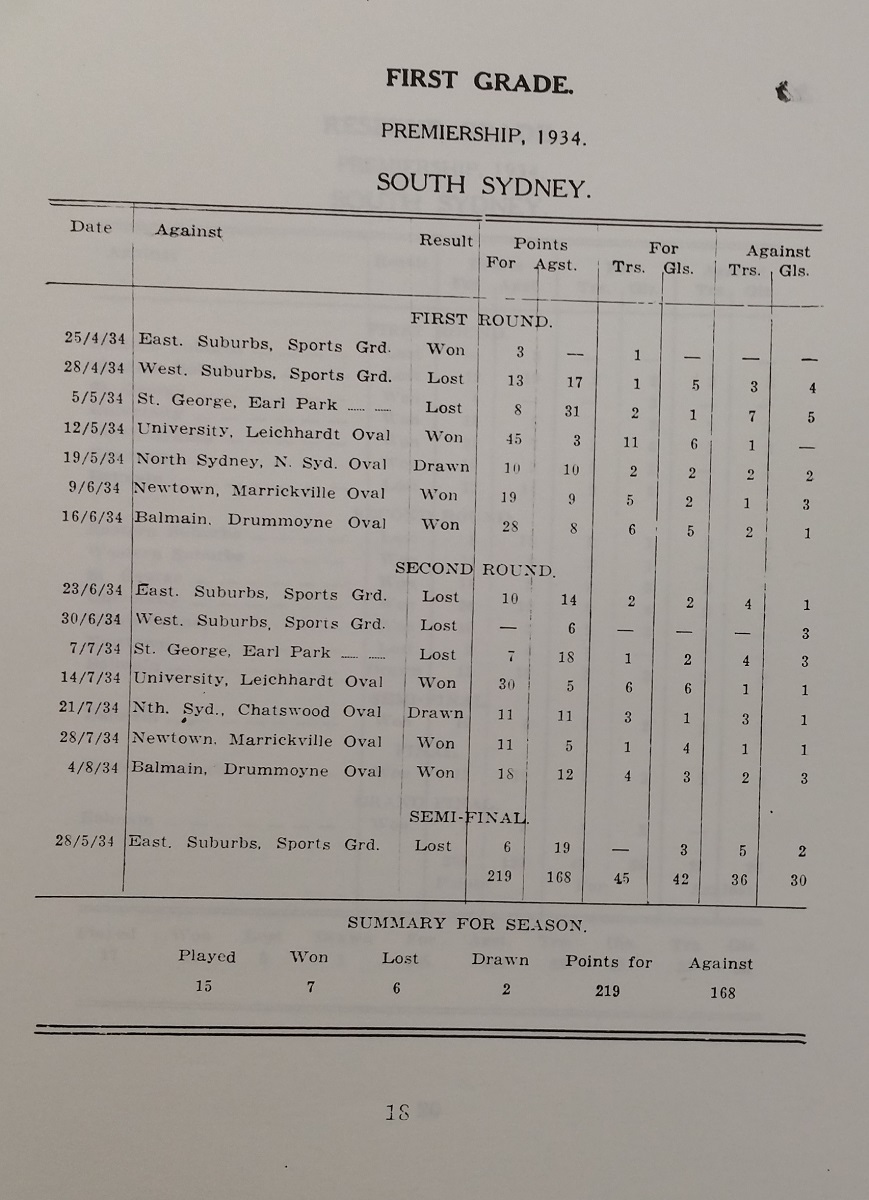 FIRST GRADE.
PREMIERSHIP, 1934.
SOUTH SYDNEY.
Date Against Result Points For Against
For Agst. Trs. Gls. Trs. Gls.
FIRST ROUND.
25/4/34 East. Suburbs, Sports Grd. Won 3 — 1 — — —
28/4/34 West. Suburbs, Sports Grd. Lost 13 17 1 5 3 4
5/5/34 St. George, Earl Park ...... ...... Lost 8 31 2 1 7 5
12/5/34 University, Leichhardt Oval Won 45 3 11 6 1 —
19/5/34 North Sydney, N. Syd. Oval Drawn 10 10 2 2 2 2
9/6/34 Newtown, Marrickville Oval Won 19 9 5 2 1 3
16/6/34 Balmain, Drummoyne Oval Won 28 8 6 5 2 1
SECOND ROUND.
23/6/34 East. Suburbs, Sports Grd. Lost 10 14 2 2 4 1
30/6/34 West. Suburbs, Sports Grd. Lost — 6 — — — 3
7/7/34 St. George, Earl Park ...... ...... Lost 7 18 1 2 4 3
14/7/34 University, Leichhardt Oval Won 30 5 6 6 1 1
21/7/34 Nth. Syd., Chatswood Oval Drawn 11 11 3 1 3 1
28/7/34 Newtown, Marrickville Oval Won 11 5 1 4 1 1
4/8/34 Balmain, Drummoyne Oval Won 18 12 4 3 2 3
SEMI-FINAL.
28/5/34 East. Suburbs, Sports Grd. Lost 6 19 — 3 5 2
219 168 45 42 36 30
SUMMARY FOR SEASON.
Played Won Lost Drawn Points for Against
15 7 6 2 219 168
18